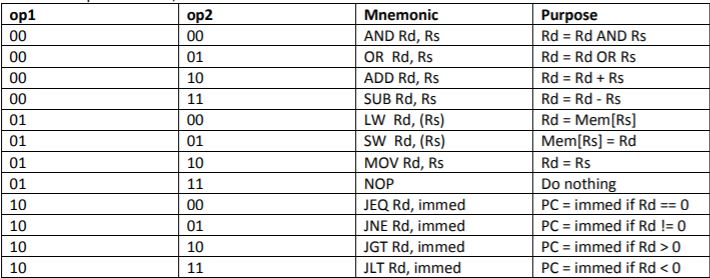 op1 op2 Mnemonic Purpose
00 00 AND Rd, Rs Rd = Rd AND Rs
00 01 OR Rd, Rs Rd = Rd OR Rs
00 10 ADD Rd, Rs Rd = Rd + Rs
00 11 SUB Rd, Rs Rd = Rd - Rs
01 00 LW Rd, (Rs) Rd = Mem[Rs]
01 01 SW Rd, (Rs) Mem[Rs] = Rd
01 10 MOV Rd, Rs Rd = Rs
01 11 NOP Do nothing
10 00 JEQ Rd, immed PC = immed if Rd == 0
10 01 JNE Rd, immed PC = immed if Rd != 0
10 10 JGT Rd, immed PC = immed if Rd > 0
10 11 JLT Rd, immed PC = immed if Rd < 0